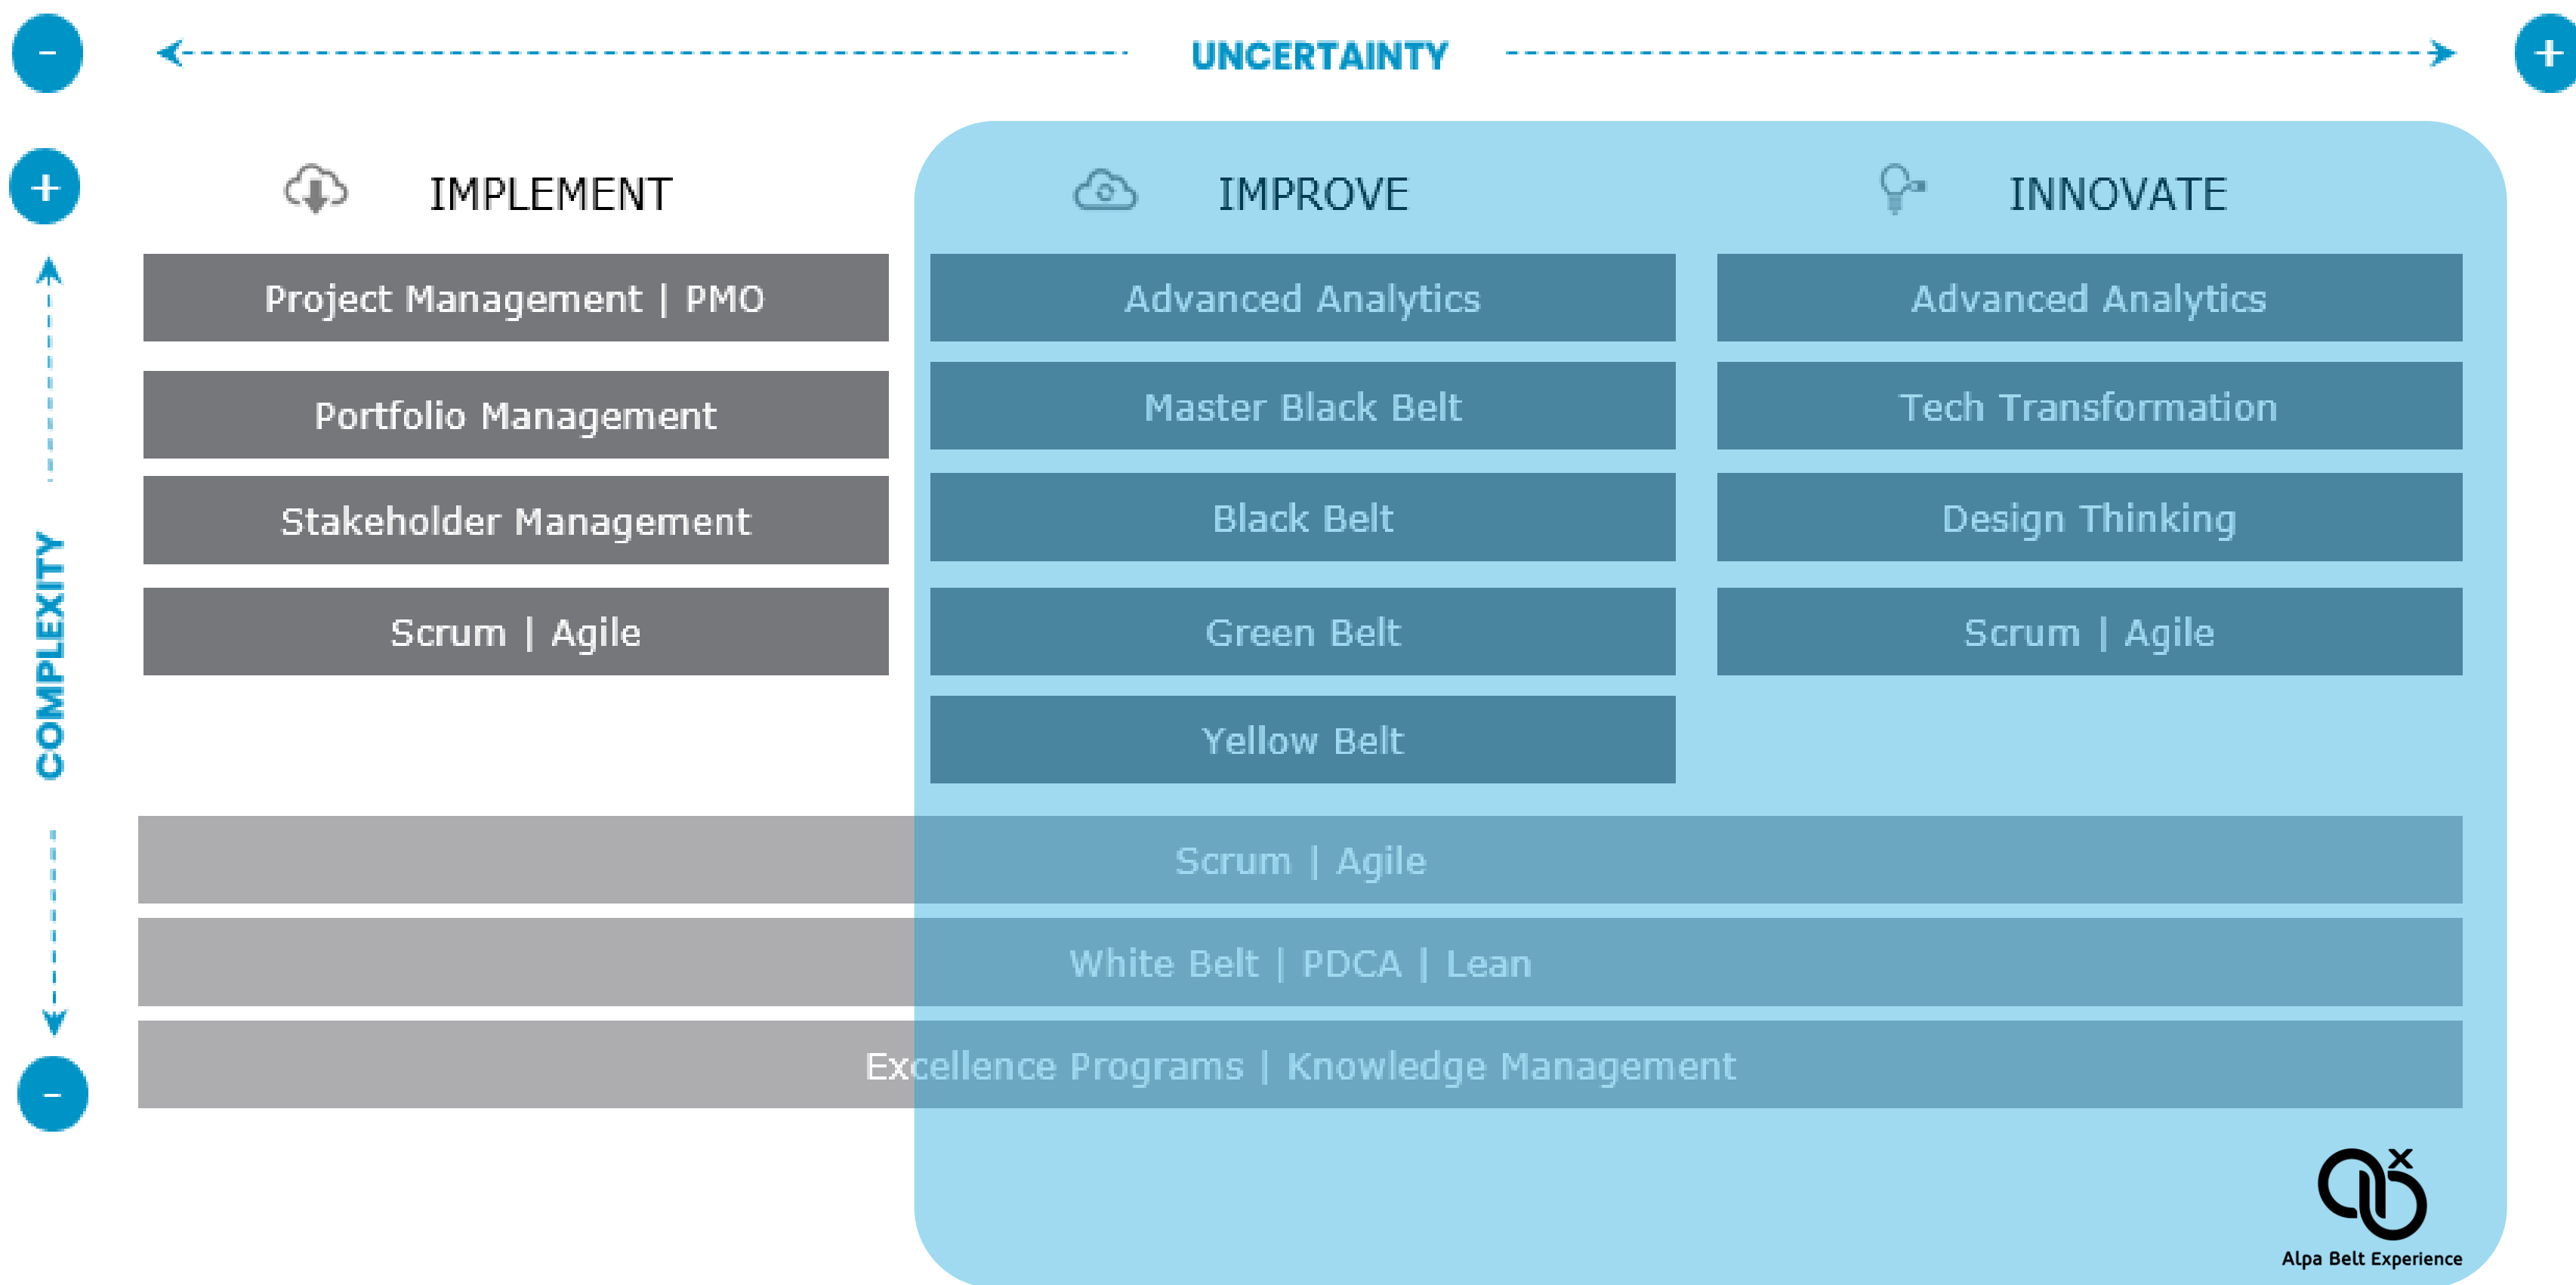 - UNCERTAINTY +
+
IMPLEMENT IMPROVE INNOVATE
Project Management | PMO Advanced Analytics Advanced Analytics
Portfolio Management Master Black Belt Tech Transformation
Stakeholder Management Black Belt Design Thinking
Scrum | Agile Green Belt Scrum | Agile
COMPLEXITY
Yellow Belt
Scrum | Agile
White Belt | PDCA | Lean
Excellence Programs | Knowledge Management
-
x
Alpa Belt Experience